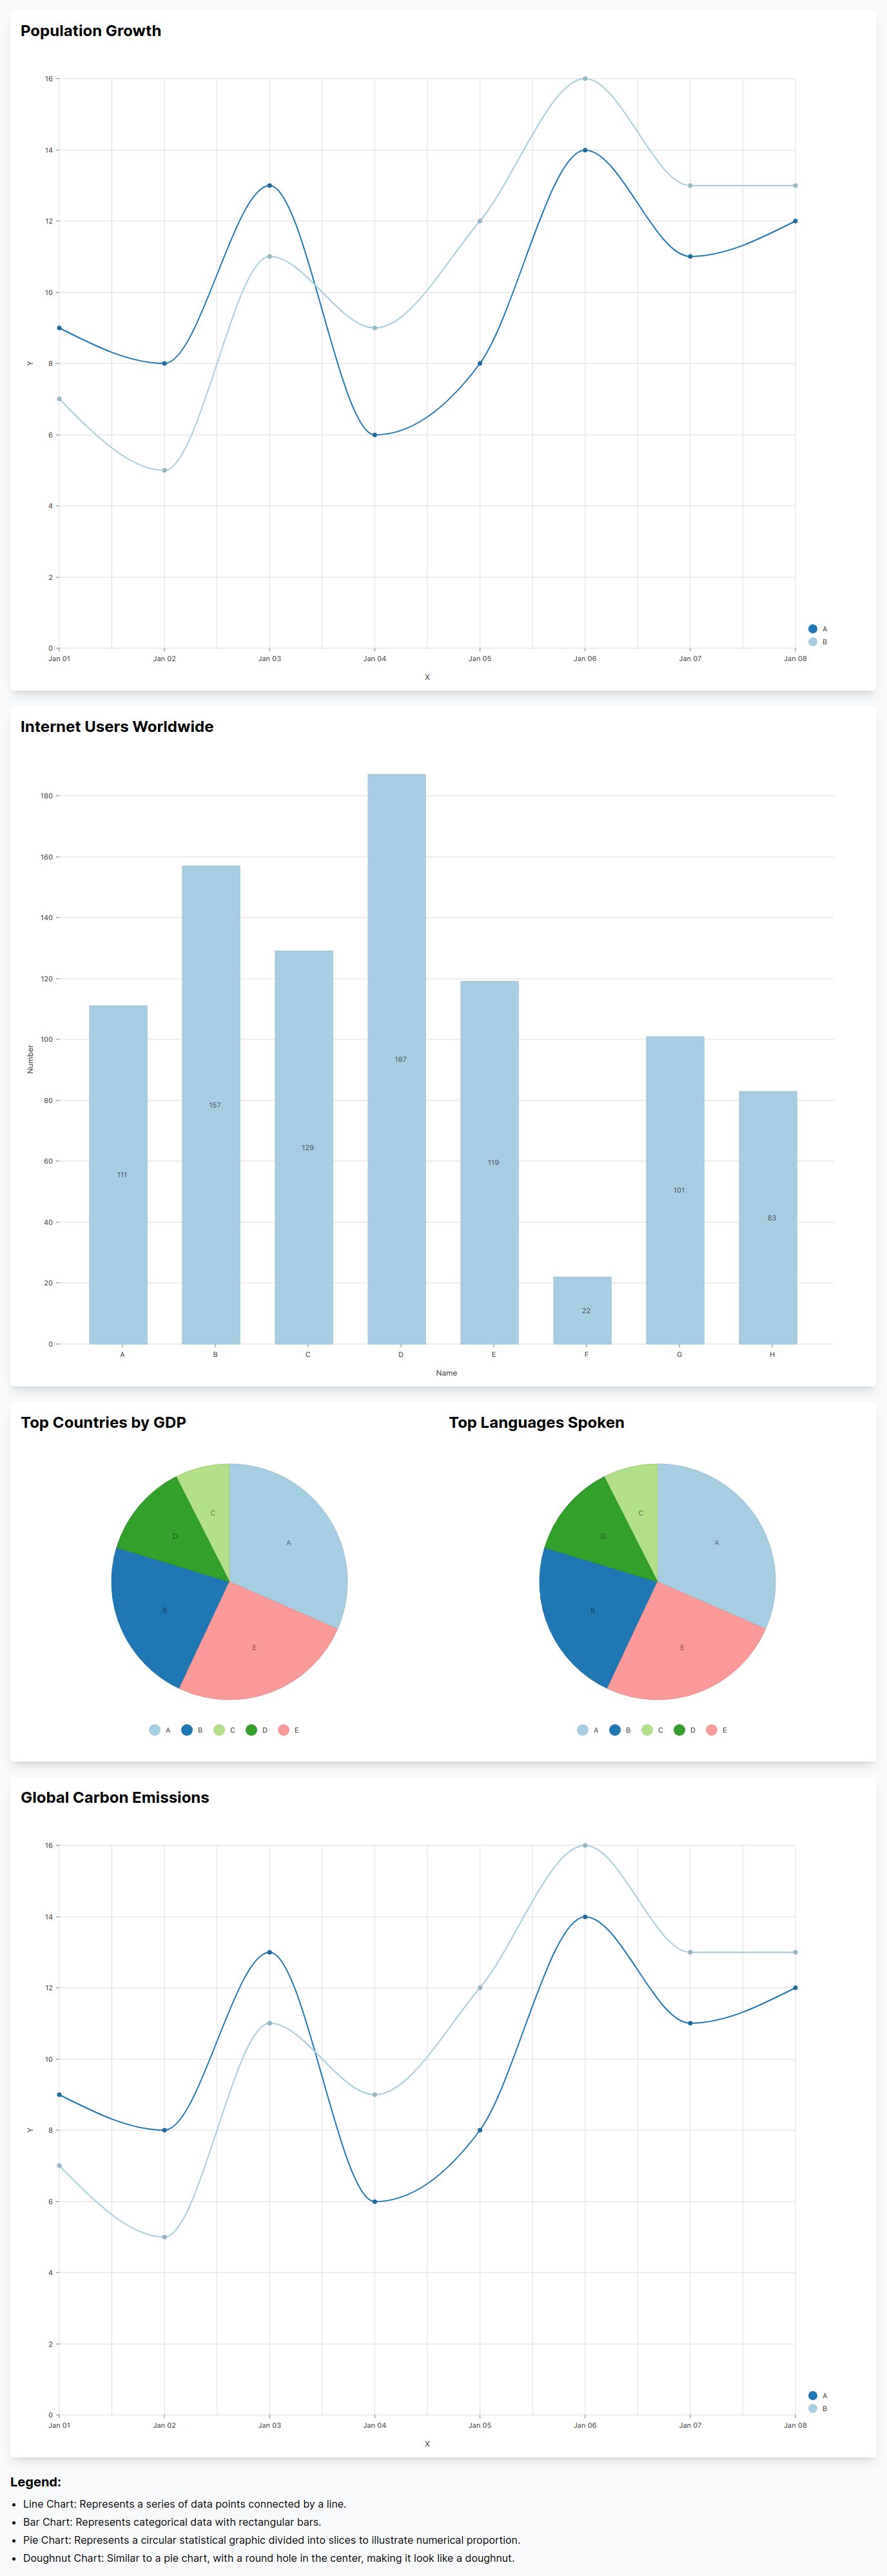 Population Growth
16
14
12
10
8
6
4
2
0
Y
Jan 01 Jan 02 Jan 03 Jan 04 Jan 05 Jan 06 Jan 07 Jan 08
X
A
B
Internet Users Worldwide
180
160
140
120
100
80
60
40
20
0
Number
111 157 129 187 119 22 101 83
A B C D E F G H
Name
Top Countries by GDP
C
A
D
B
E
A B C D E
Top Languages Spoken
C
A
D
B
E
A B C D E
Global Carbon Emissions
16
14
12
10
8
6
4
2
0
Y
Jan 01 Jan 02 Jan 03 Jan 04 Jan 05 Jan 06 Jan 07 Jan 08
X
A
B
Legend:
• Line Chart: Represents a series of data points connected by a line.
• Bar Chart: Represents categorical data with rectangular bars.
• Pie Chart: Represents a circular statistical graphic divided into slices to illustrate numerical proportion.
• Doughnut Chart: Similar to a pie chart, with a round hole in the center, making it look like a doughnut.